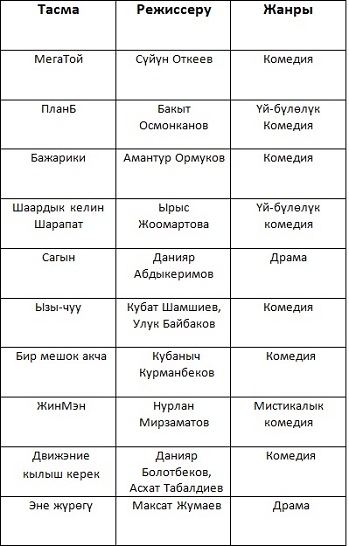 Тасма Режиссеру Жанры
МегаТой Сүйүн Откеев Комедия
ПланБ Бакыт Үй-бүлөлүк
Осмонканов Комедия
Бажарики Амантур Ормуков Комедия
Шаардык келин Ырыс Үй-бүлөлүк
Шарапат Жоомартова комедия
Сагын Данияр Драма
Абдыкеримов
Ызы-чуу Кубат Шамшиев, Комедия
Улук Байбаков
Бир мешок акча Кубаныч Комедия
Курманбеков
ЖинМэн Нурлан Мистикалык
Мирзаматов комедия
Движэние Данияр Комедия
кылыш керек Болотбеков,
Асхат Табалдиев
Эне жүрөгү Максат Жумаев Драма